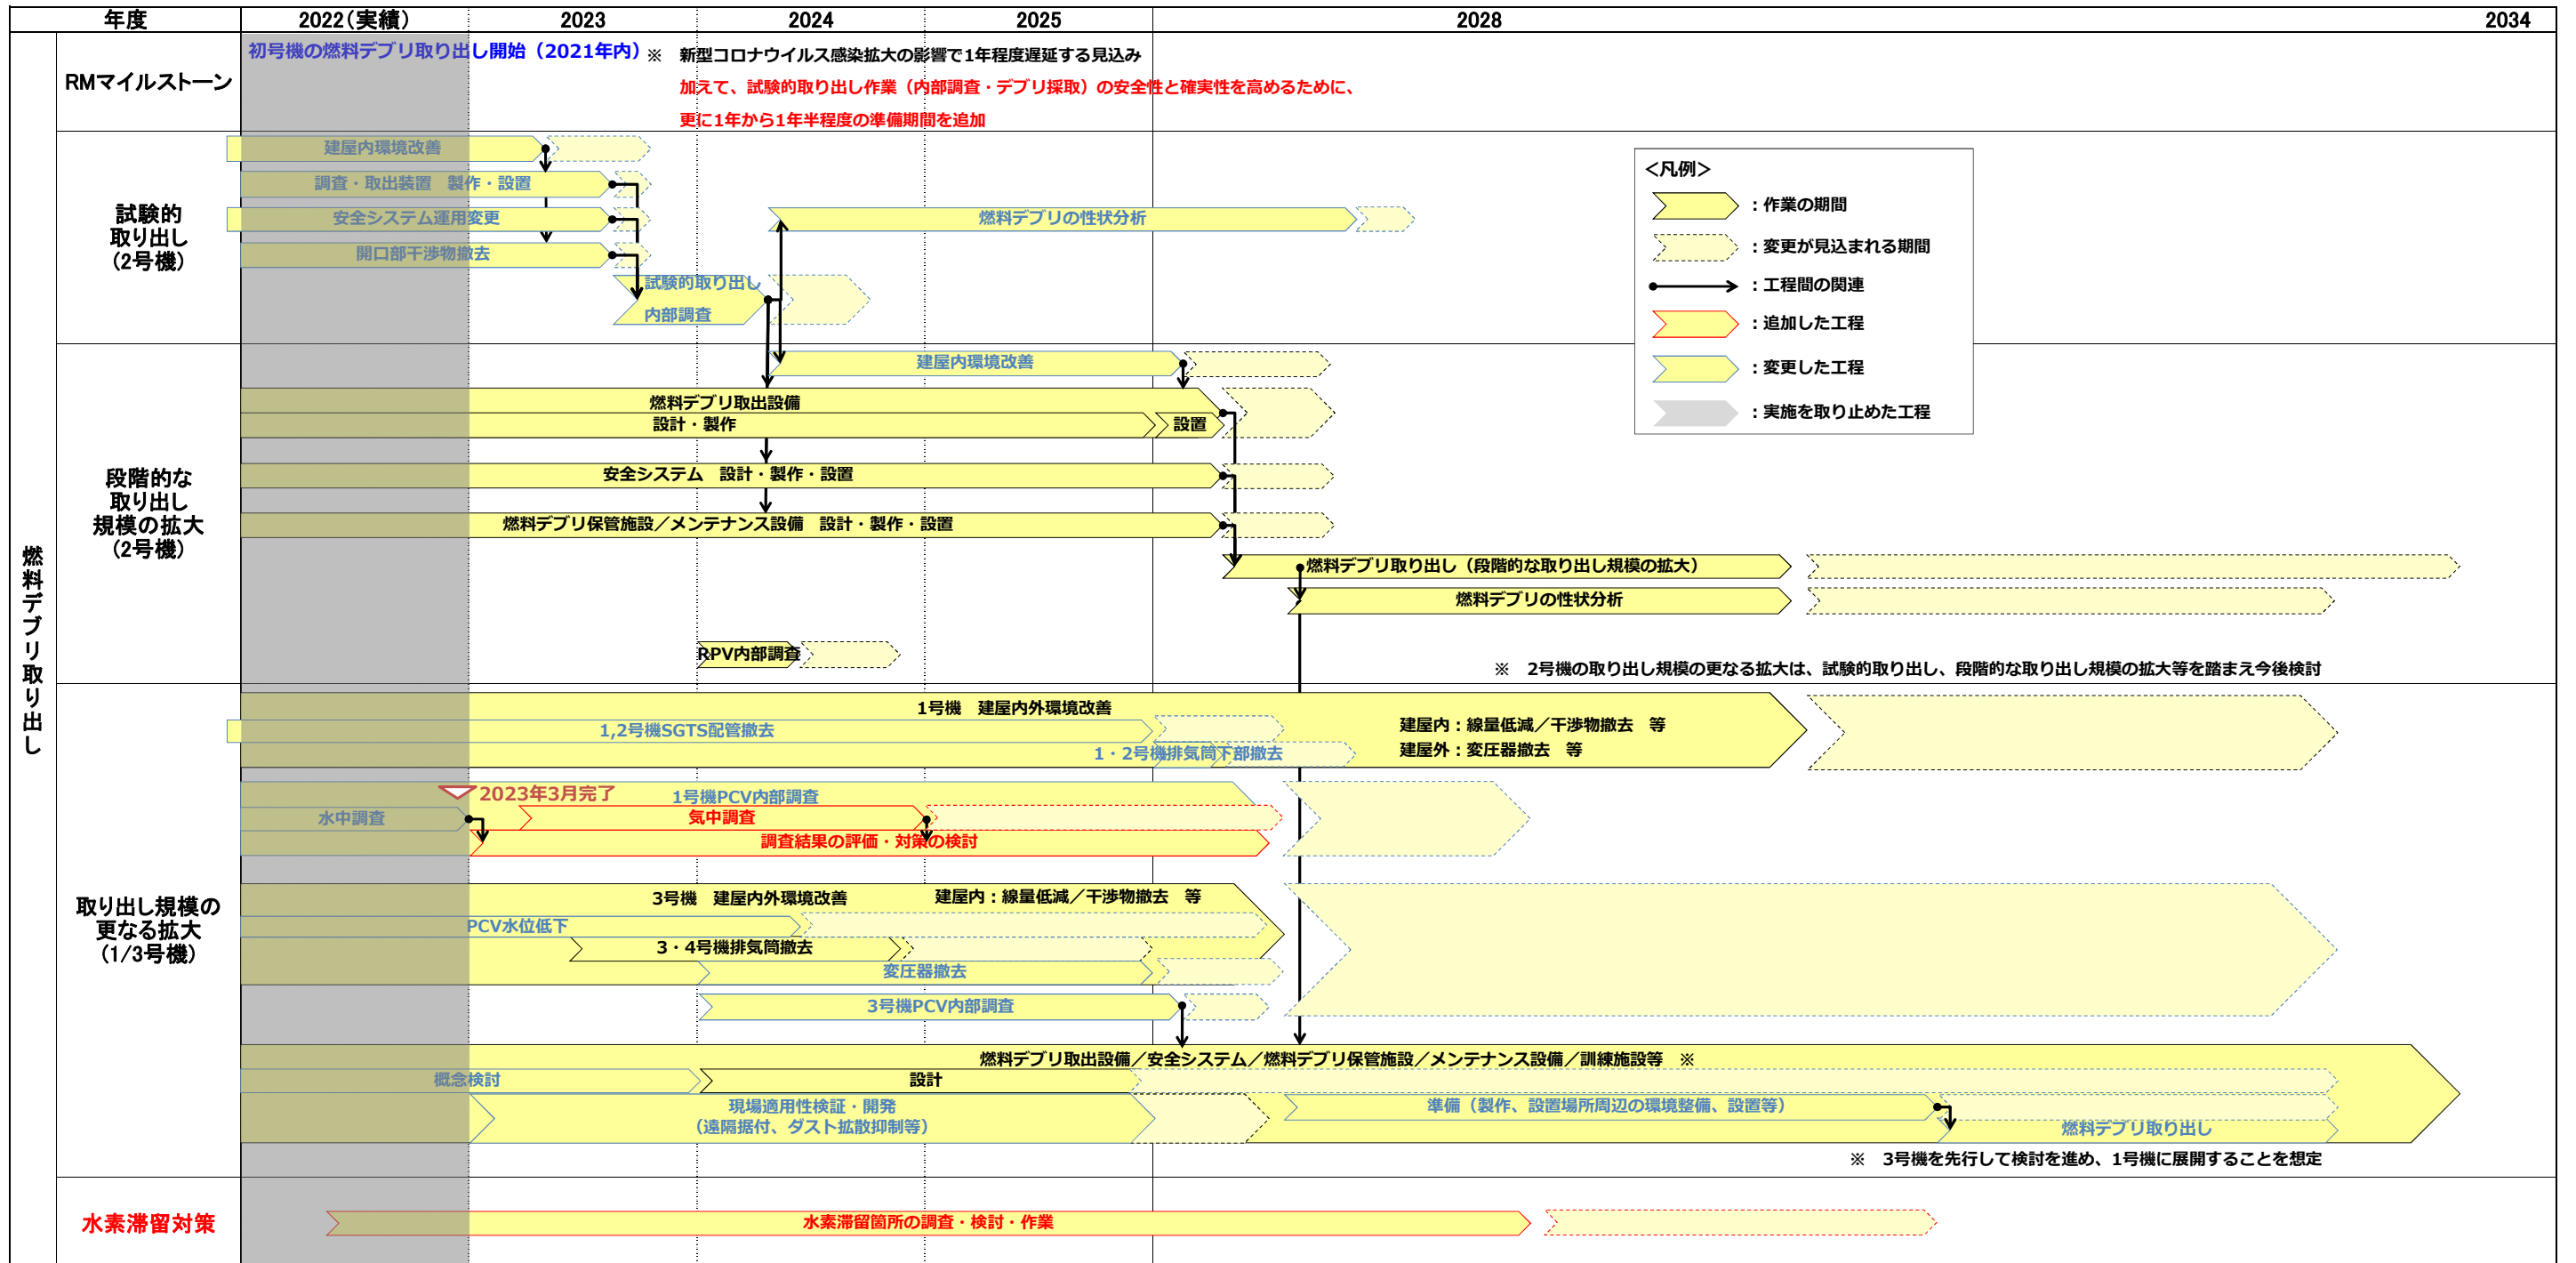 年度
2022(実績)
2023
2024
2025
2028
2034
燃料デブリ取り出し
RMマイルストーン
初号機の燃料デブリ取り出し開始（2021年内）
※　新型コロナウイルス感染拡大の影響で1年程度遅延する見込み
加えて、試験的取り出し作業（内部調査・デブリ採取）の安全性と確実性を高めるために、
更に1年から1年半程度の準備期間を追加
試験的
取り出し
(2号機)
建屋内環境改善
調査・取出装置　製作・設置
安全システム運用変更
開口部干渉物撤去
試験的取り出し
内部調査
燃料デブリの性状分析
＜凡例＞
：作業の期間
：変更が見込まれる期間
：工程間の関連
：追加した工程
：変更した工程
：実施を取り止めた工程
段階的な
取り出し
規模の拡大
(2号機)
建屋内環境改善
燃料デブリ取出設備
設計・製作
設置
安全システム　設計・製作・設置
燃料デブリ保管施設／メンテナンス設備　設計・製作・設置
燃料デブリ取り出し（段階的な取り出し規模の拡大）
燃料デブリの性状分析
RPV内部調査
※　2号機の取り出し規模の更なる拡大は、試験的取り出し、段階的な取り出し規模の拡大等を踏まえ今後検討
取り出し規模の
更なる拡大
(1/3号機)
1号機　建屋内外環境改善
1,2号機SGTS配管撤去
1・2号機排気筒下部撤去
建屋内：線量低減／干渉物撤去　等
建屋外：変圧器撤去　等
2023年3月完了
1号機PCV内部調査
水中調査
気中調査
調査結果の評価・対策の検討
3号機　建屋内外環境改善
建屋内：線量低減／干渉物撤去　等
PCV水位低下
3・4号機排気筒撤去
変圧器撤去
3号機PCV内部調査
燃料デブリ取出設備／安全システム／燃料デブリ保管施設／メンテナンス設備／訓練施設等　※
概念検討
設計
現場適用性検証・開発
（遠隔据付、ダスト拡散抑制等）
準備（製作、設置場所周辺の環境整備、設置等）
燃料デブリ取り出し
※　3号機を先行して検討を進め、1号機に展開することを想定
水素滞留対策
水素滞留箇所の調査・検討・作業